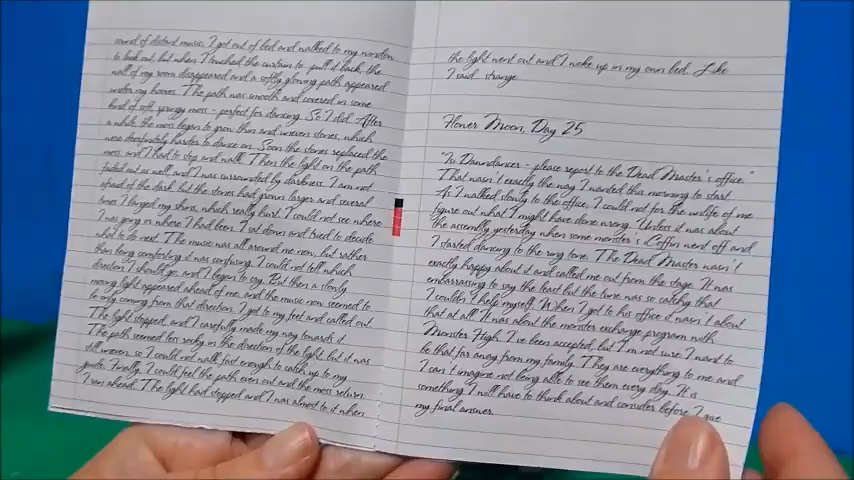 sound of distant music. I got out of bed and walked to my window
to look out, but when I touched the curtain to pull it back, the
wall of my room disappeared and a softly glowing path appeared
under my hooves. The path was smooth and covered in some
kind of soft springy moss - perfect for dancing. So I did. After
a while the moss began to grow thin and uneven stones, which
were doornfinitely harder to dance on. Soon the stones replaced the
moss, and I had to stop and walk. Then the light on the path
faded out as well and I was surrounded by darkness. I am not
afraid of the dark but the stones had grown larger and several
times I barged my shins, which really hurt. I could not see where
I was going or where I had been. I sat down and tried to decide
what to do next. The music was all around me now, but rather
than being comforting it was confusing. I could not tell which
direction I should go, and I began to cry. But then a slowly
moving light appeared ahead of me, and the music now seemed to
be only coming from that direction. I got to my feet and called out.
The light stopped, and I carefully made my way towards it.
The path seemed less rocky in the direction of the light but it was
still uneven so I could not walk fast enough to catch up to my
guide. Finally, I could feel the path even out and the moss return.
I ran ahead. The light had stopped and I was almost to it when
the light went out and I woke up in my own bed. Like
I said... strange.
Flower Moon, Day 25
Danndancer - please report to the Dead Master's office."
That wasn't exactly the way I wanted this morning to start.
As I walked slowly to the office, I could not for the unlife of me
figure out what I might have done wrong. Unless it was about
the assembly yesterday when some monster's iCoffin went off and
I started dancing to the ring tone. The Dead Master wasn't
exactly happy about it and called me out from the stage. It was
embarrassing to say the least but the tune was so catchy that
I couldn't help myself. When I got to his office it wasn't about
that at all. It was about the monster exchange program with
Monster High. I've been accepted, but I'm not sure I want to
be that far away from my family. They are everything to me and
I can't imagine not being able to see them every day. It is
something I will have to think about and consider before I give
my final answer.